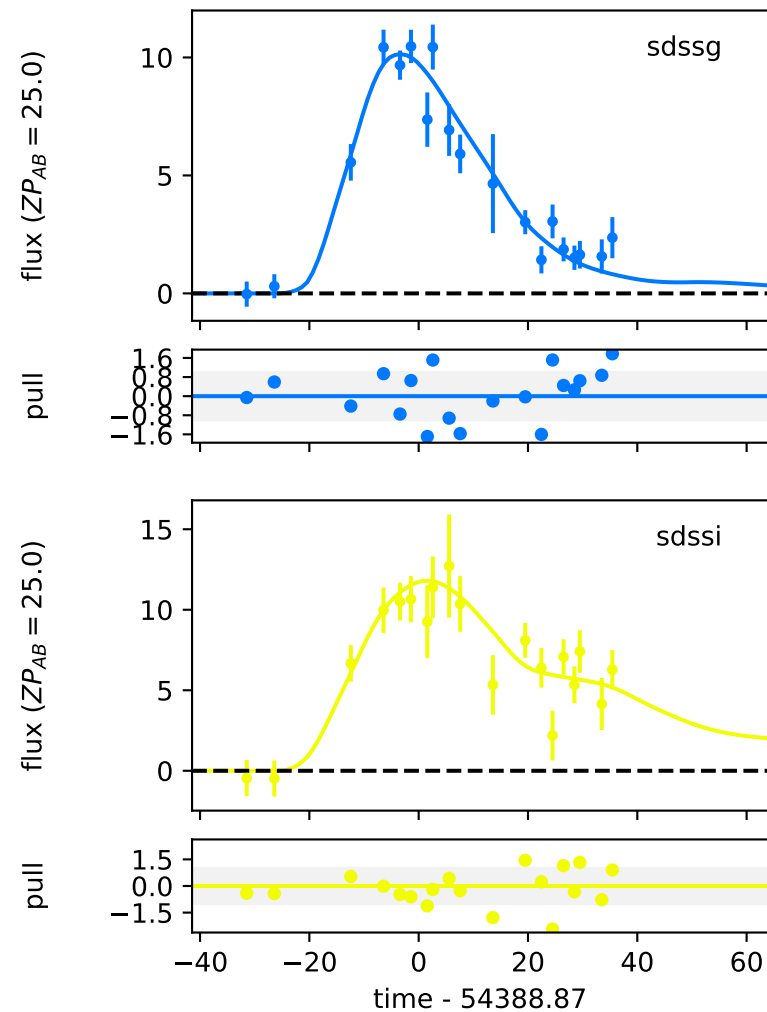 sdssg
flux (ZP_AB = 25.0)
10
5
0
pull
1.6
0.8
0.0
−0.8
−1.6
sdssi
flux (ZP_AB = 25.0)
15
10
5
0
pull
1.5
0.0
−1.5
−40 −20 0 20 40 60
time - 54388.87